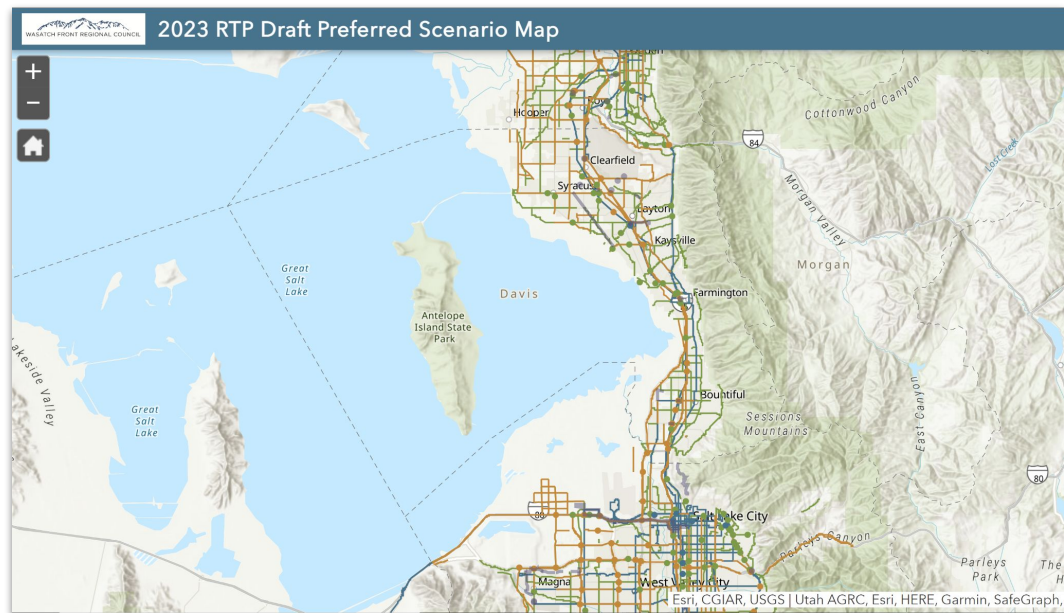 WASATCH FRONT REGIONAL COUNCIL
2023 RTP Draft Preferred Scenario Map
+
−
Cottonwood Canyon
Hooper
84
Lost Creek
Clearfield
Syracuse
Morgan Valley
Layton
Kaysville
Morgan
Great
Salt
Lake
Davis
Farmington
Antelope
Island State
Park
Lakeside Valley
East Canyon
Bountiful
Great
Salt
Lake
Sessions
Mountains
80
80
Salt Lake City
Parleys Canyon
Parleys
Park
The
H
Magna
West Valley City
Esri, CGIAR, USGS | Utah AGRC, Esri, HERE, Garmin, SafeGraph,